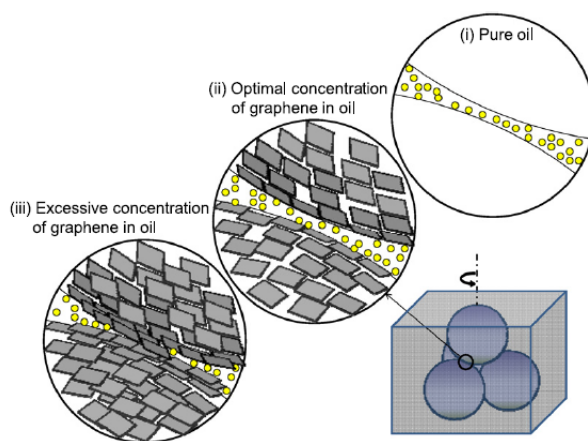 (i) Pure oil
(ii) Optimal concentration
of graphene in oil
(iii) Excessive concentration
of graphene in oil